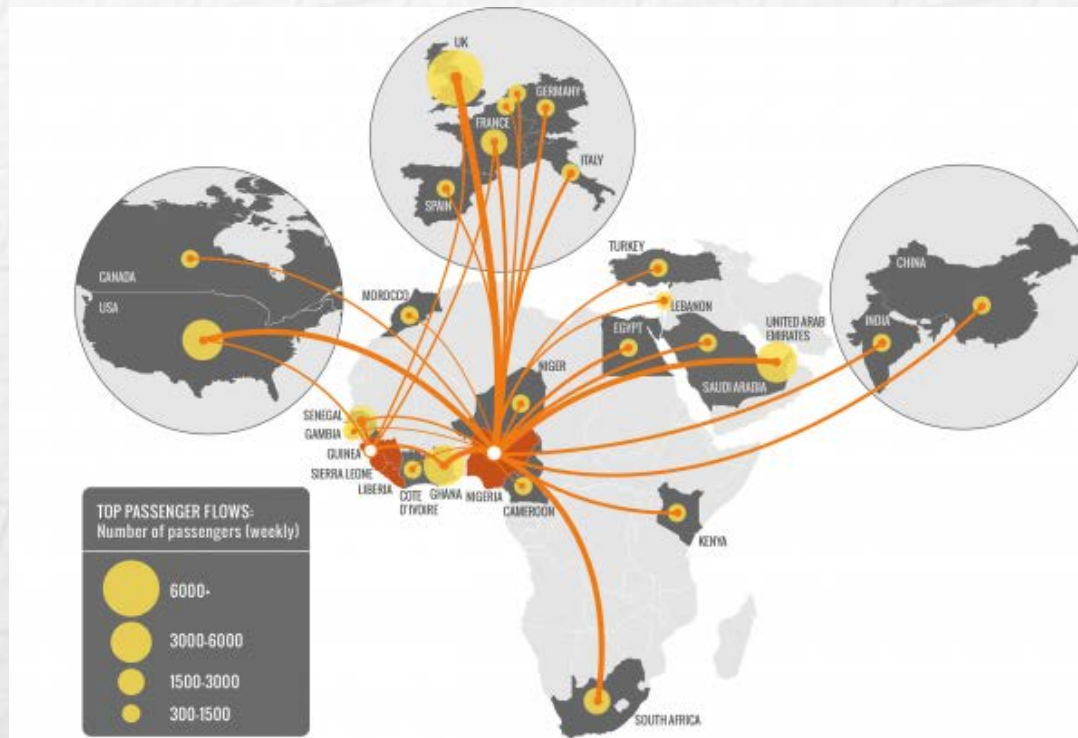 UK
GERMANY
FRANCE
ITALY
SPAIN
CANADA
USA
MOROCCO
TURKEY
LEBANON
EGYPT
UNITED ARAB
EMIRATES
SAUDI ARABIA
CHINA
INDIA
NIGER
SENEGAL
GAMBIA
GUINEA
SIERRA LEONE
LIBERIA
COTE
D'IVOIRE
GHANA
NIGERIA
CAMEROON
KENYA
SOUTH AFRICA
TOP PASSENGER FLOWS:
Number of passengers (weekly)
6000+
3000-6000
1500-3000
300-1500